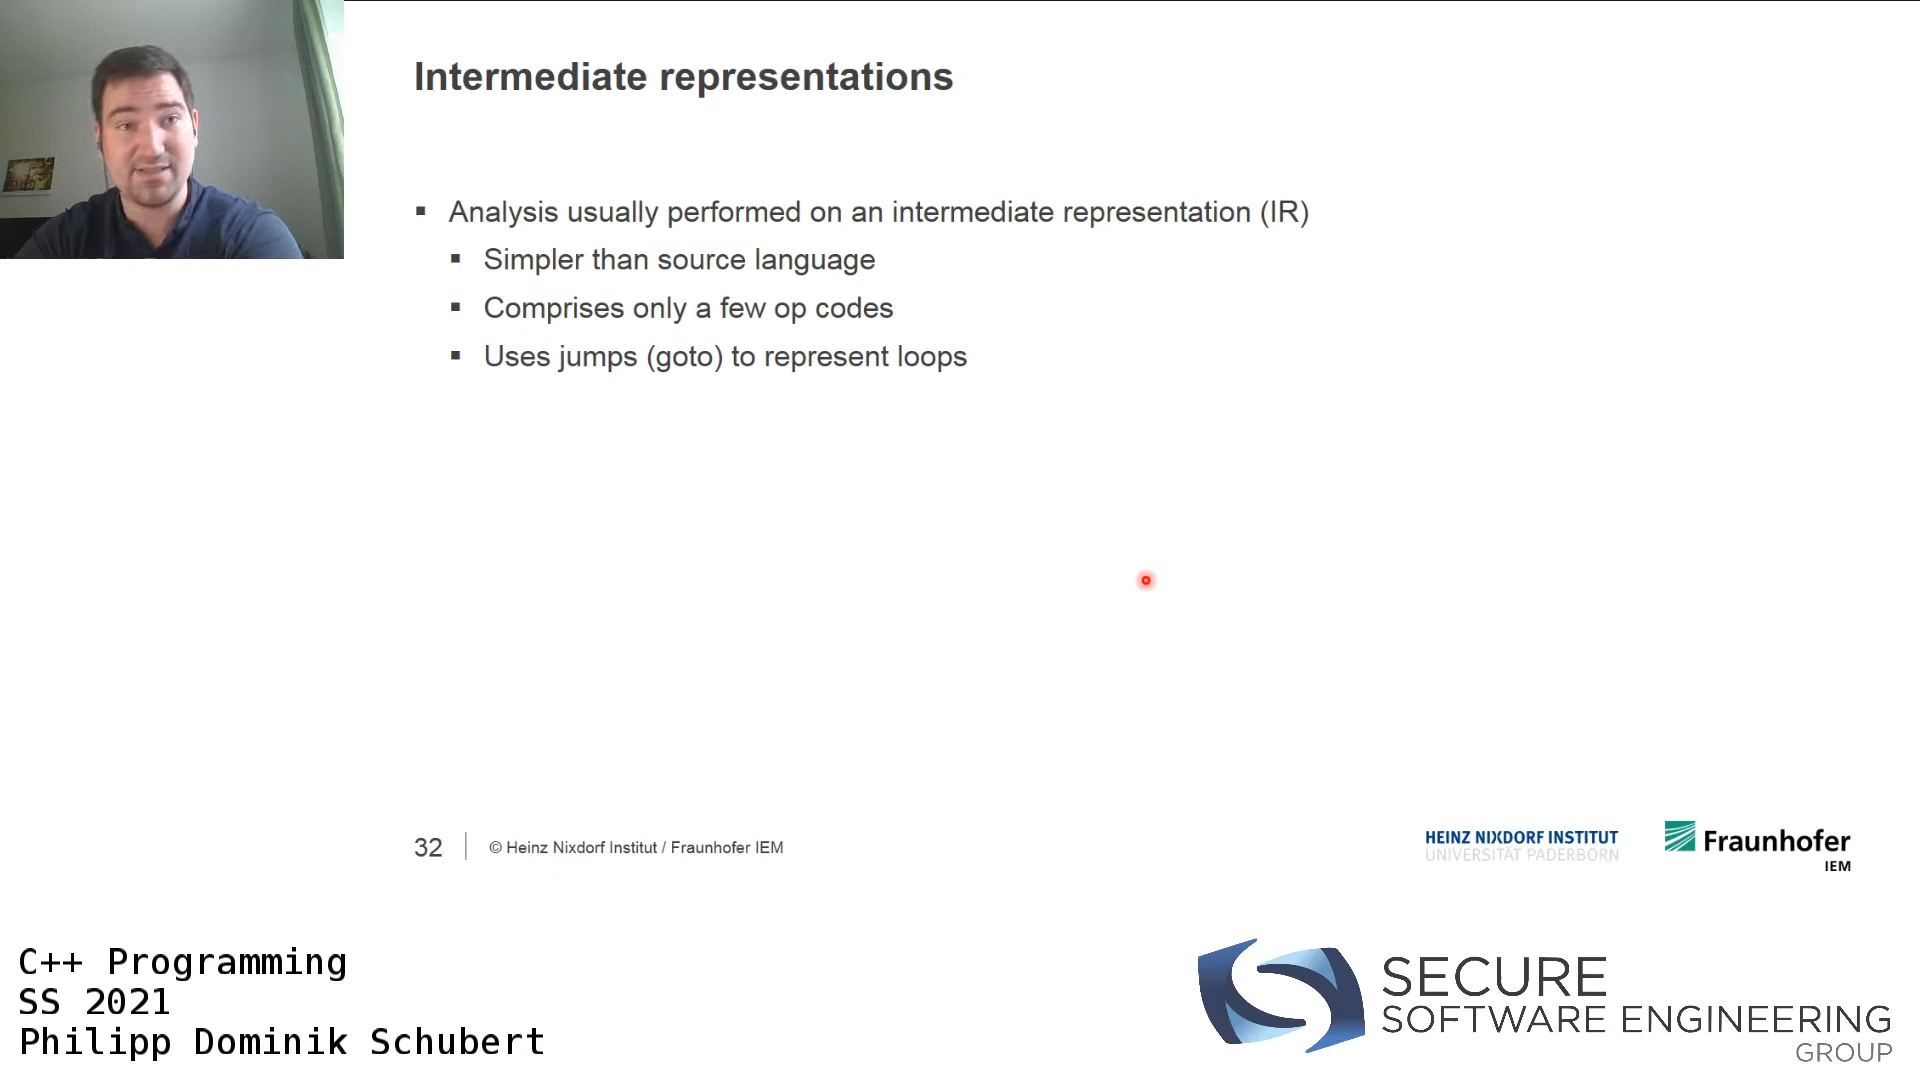 Intermediate representations
▪ Analysis usually performed on an intermediate representation (IR)
▪ Simpler than source language
▪ Comprises only a few op codes
▪ Uses jumps (goto) to represent loops
32
© Heinz Nixdorf Institut / Fraunhofer IEM
HEINZ NIXDORF INSTITUT
UNIVERSITÄT PADERBORN
Fraunhofer
IEM
C++ Programming
SS 2021
Philipp Dominik Schubert
SECURE
SOFTWARE ENGINEERING
GROUP